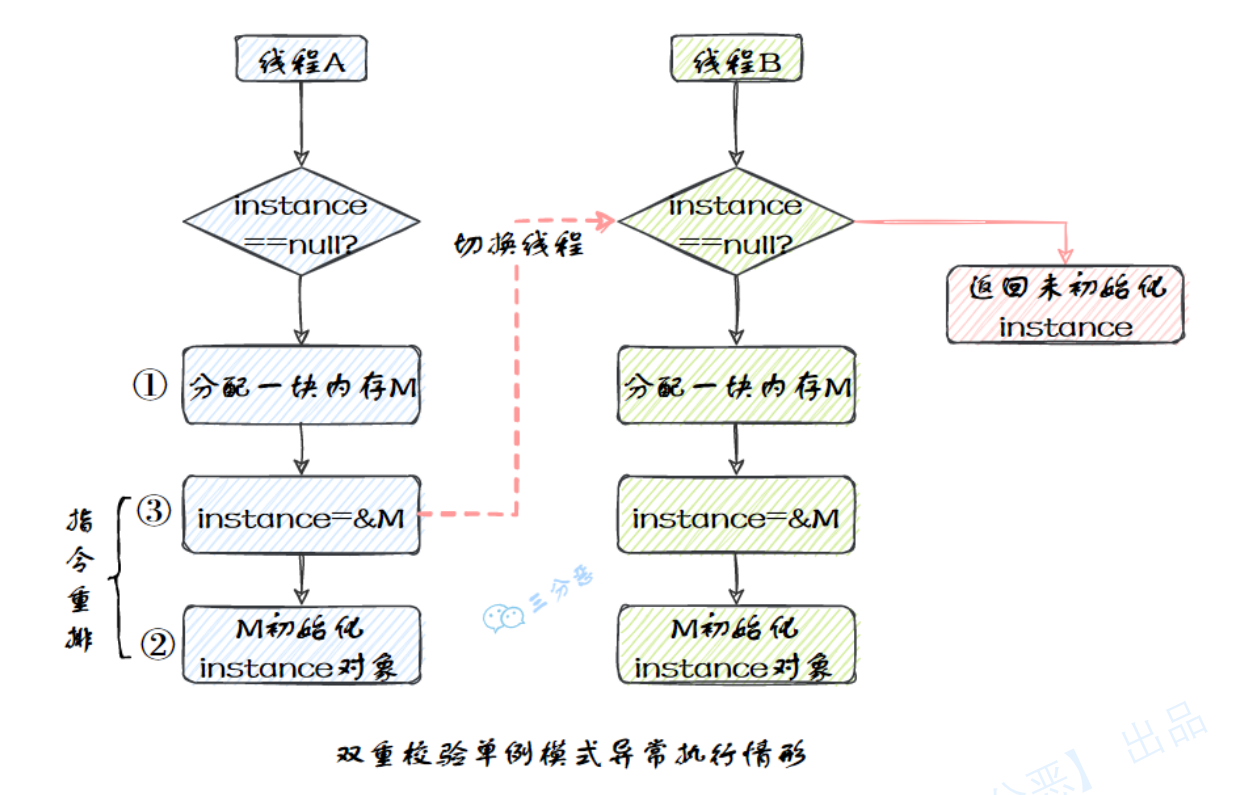 线程A
线程B
instance
==null?
切换线程
instance
==null?
返回未初始化
instance
①
分配一块内存M
分配一块内存M
指令重排
③
instance=&M
instance=&M
三分恶
②
M初始化
instance对象
M初始化
instance对象
双重校验单例模式异常执行情形
分恶】 出品